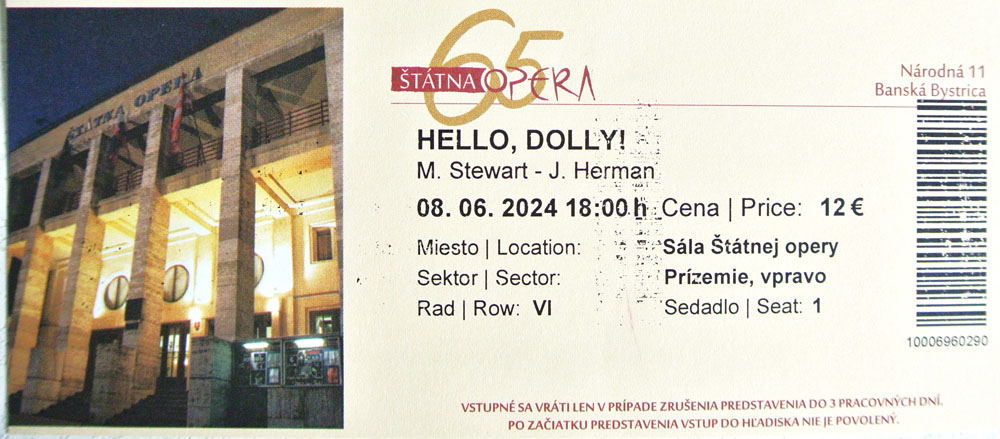 ŠTÁTNA OPERA
65
ŠTÁTNA OPERA
Národná 11
Banská Bystrica
HELLO, DOLLY!
M. Stewart - J. Herman
08. 06. 2024 18:00 h Cena | Price: 12 €
Miesto | Location: Sála Štátnej opery
Sektor | Sector: Prízemie, vpravo
Rad | Row: VI Sedadlo | Seat: 1
10006960290
VSTUPNÉ SA VRÁTI LEN V PRÍPADE ZRUŠENIA PREDSTAVENIA DO 3 PRACOVNÝCH DNÍ.
PO ZAČIATKU PREDSTAVENIA VSTUP DO HĽADISKA NIE JE POVOLENÝ.